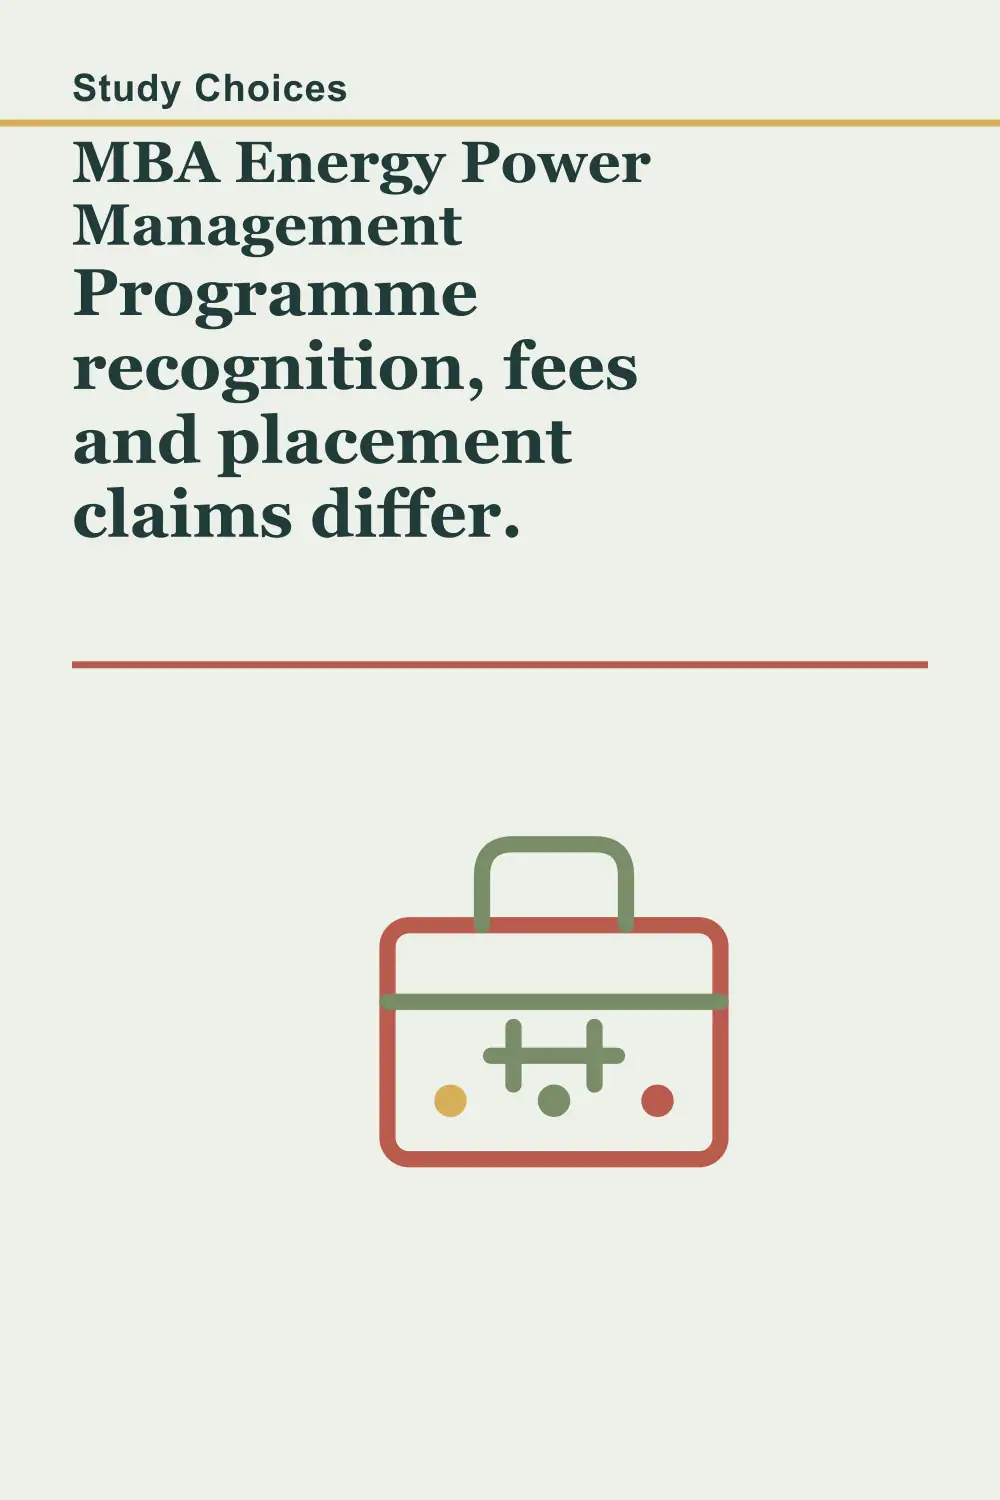 Study Choices
MBA Energy Power
Management
Programme
recognition, fees
and placement
claims differ.